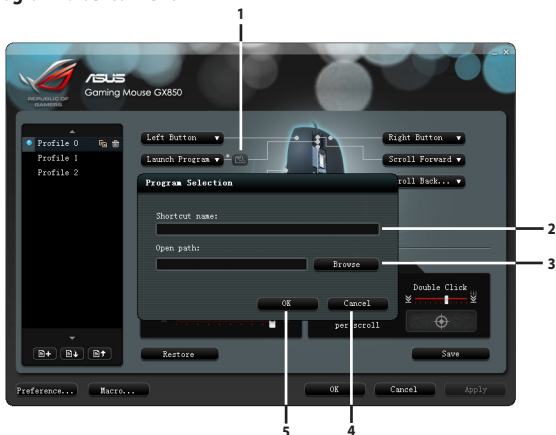 1
REPUBLIC OF
GAMERS
ASUS
Gaming Mouse GX850
Profile 0
Profile 1
Profile 2
Left Button
Right Button
Launch Program
Scroll Forward
roll Back...
Program Selection
Shortcut name:
2
Open path:
Browse
3
Double Click
OK
Cancel
per scroll
Restore
Save
Preference...
Macro...
OK
Cancel
Apply
5
4